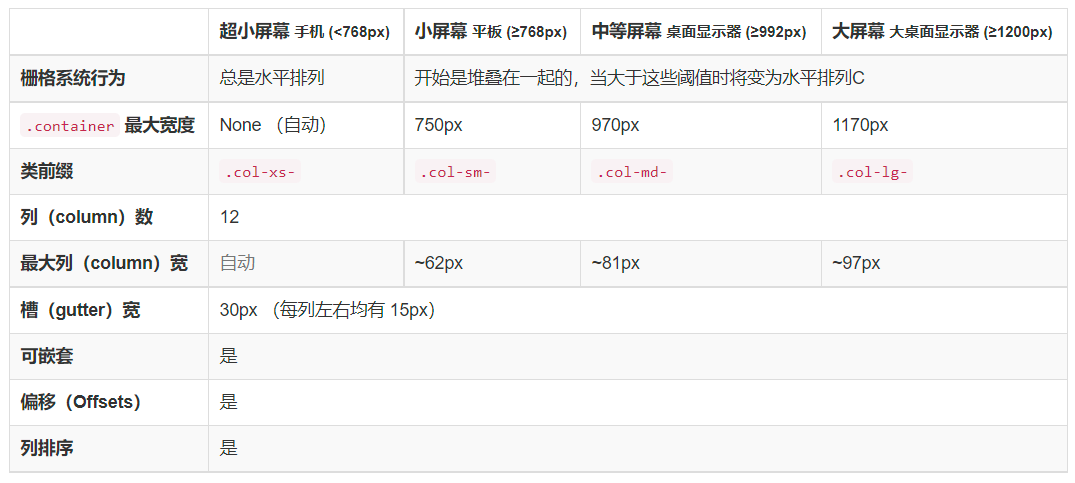 超小屏幕 手机 (<768px) 小屏幕 平板 (≥768px) 中等屏幕 桌面显示器 (≥992px) 大屏幕 大桌面显示器 (≥1200px)
栅格系统行为 总是水平排列 开始是堆叠在一起的，当大于这些阈值时将变为水平排列C
.container 最大宽度 None （自动） 750px 970px 1170px
类前缀 .col-xs- .col-sm- .col-md- .col-lg-
列（column）数 12
最大列（column）宽 自动 ~62px ~81px ~97px
槽（gutter）宽 30px （每列左右均有 15px）
可嵌套 是
偏移（Offsets） 是
列排序 是